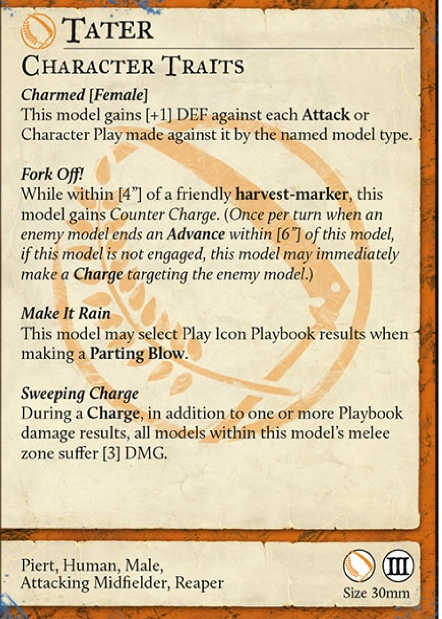 Tater
Character Traits
Charmed [Female]
This model gains [+1] DEF against each Attack or
Character Play made against it by the named model type.
Fork Off!
While within [4”] of a friendly harvest-marker, this
model gains Counter Charge. (Once per turn when an
enemy model ends an Advance within [6”] of this model,
if this model is not engaged, this model may immediately
make a Charge targeting the enemy model.)
Make It Rain
This model may select Play Icon Playbook results when
making a Parting Blow.
Sweeping Charge
During a Charge, in addition to one or more Playbook
damage results, all models within this model’s melee
zone suffer [3] DMG.
Piert, Human, Male,
Attacking Midfielder, Reaper
III
Size 30mm